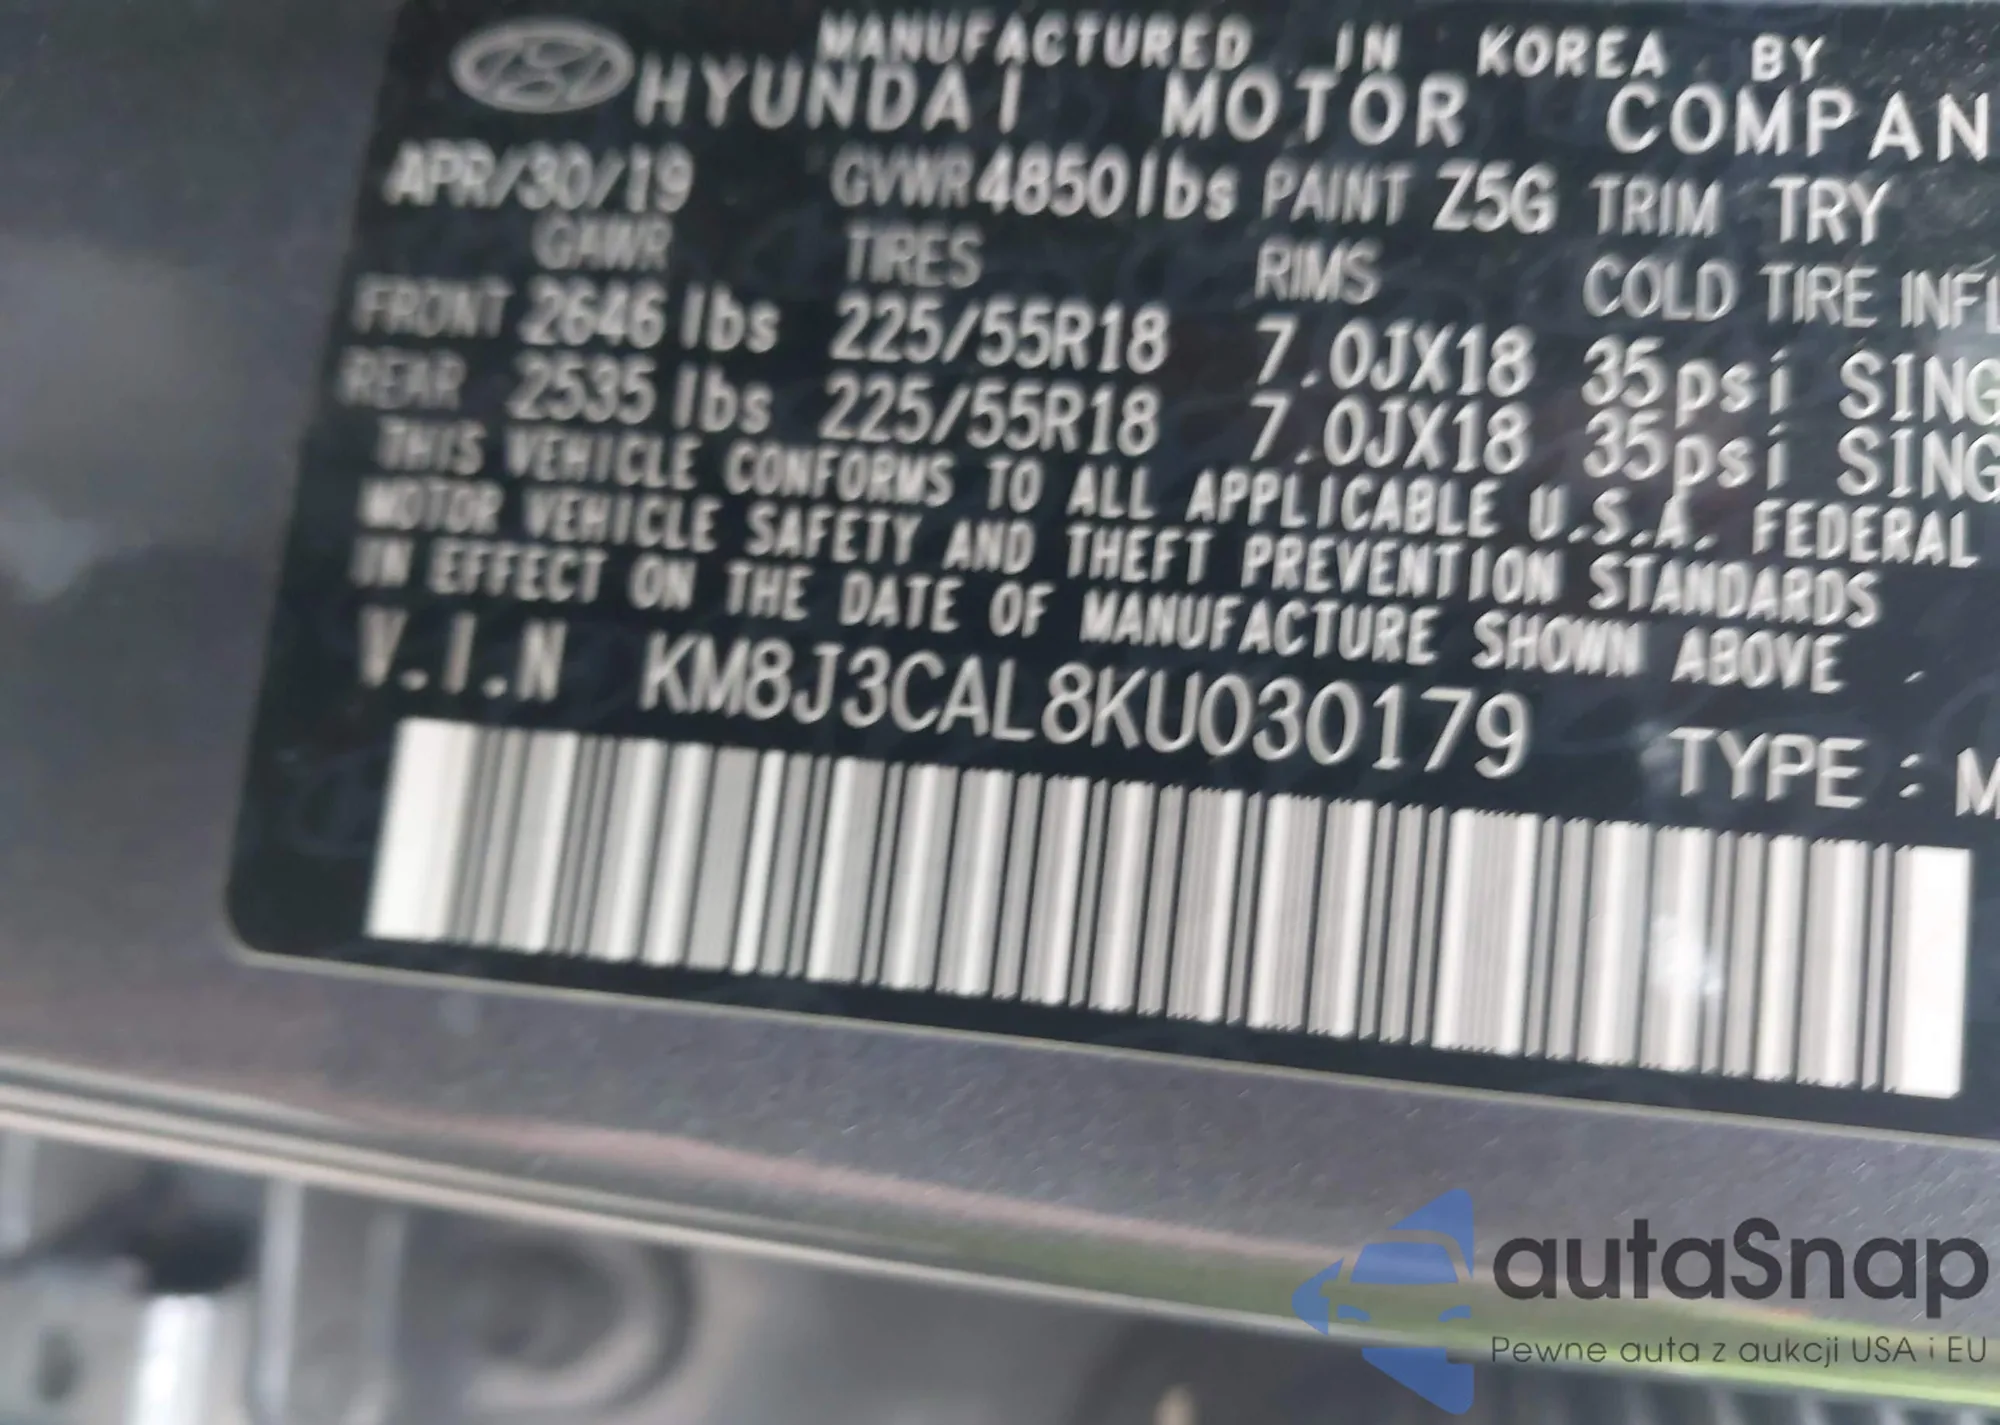 MANUFACTURED IN KOREA BY
HYUNDAI MOTOR COMPAN
APR/30/19 GVWR 4850lbs PAINT Z5G TRIM TRY
GAWR TIRES RIMS COLD TIRE INFL
FRONT 2646 lbs 225/55R18 7.0JX18 35psi SING
REAR 2535 lbs 225/55R18 7.0JX18 35psi SING
THIS VEHICLE CONFORMS TO ALL APPLICABLE U.S.A. FEDERAL
MOTOR VEHICLE SAFETY AND THEFT PREVENTION STANDARDS
IN EFFECT ON THE DATE OF MANUFACTURE SHOWN ABOVE .
V.I.N KM8J3CAL8KU030179
TYPE : M
autaSnap
Pewne auta z aukcji USA i EU